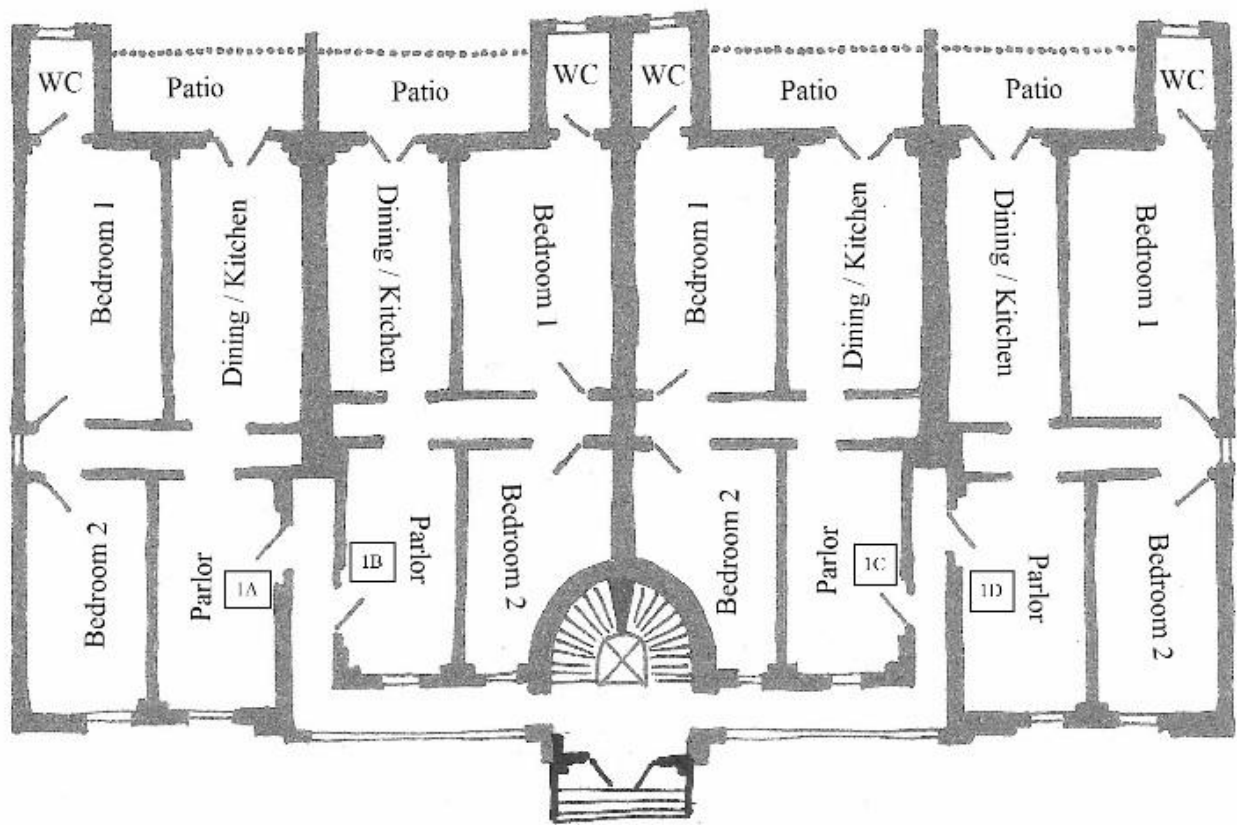 WC
Patio
Patio
WC
WC
Patio
Patio
WC
Bedroom 1
Dining / Kitchen
Dining / Kitchen
Bedroom 1
Bedroom 1
Dining / Kitchen
Dining / Kitchen
Bedroom 1
Bedroom 2
Parlor
1A
1B
Parlor
Bedroom 2
Bedroom 2
Parlor
1C
1D
Parlor
Bedroom 2